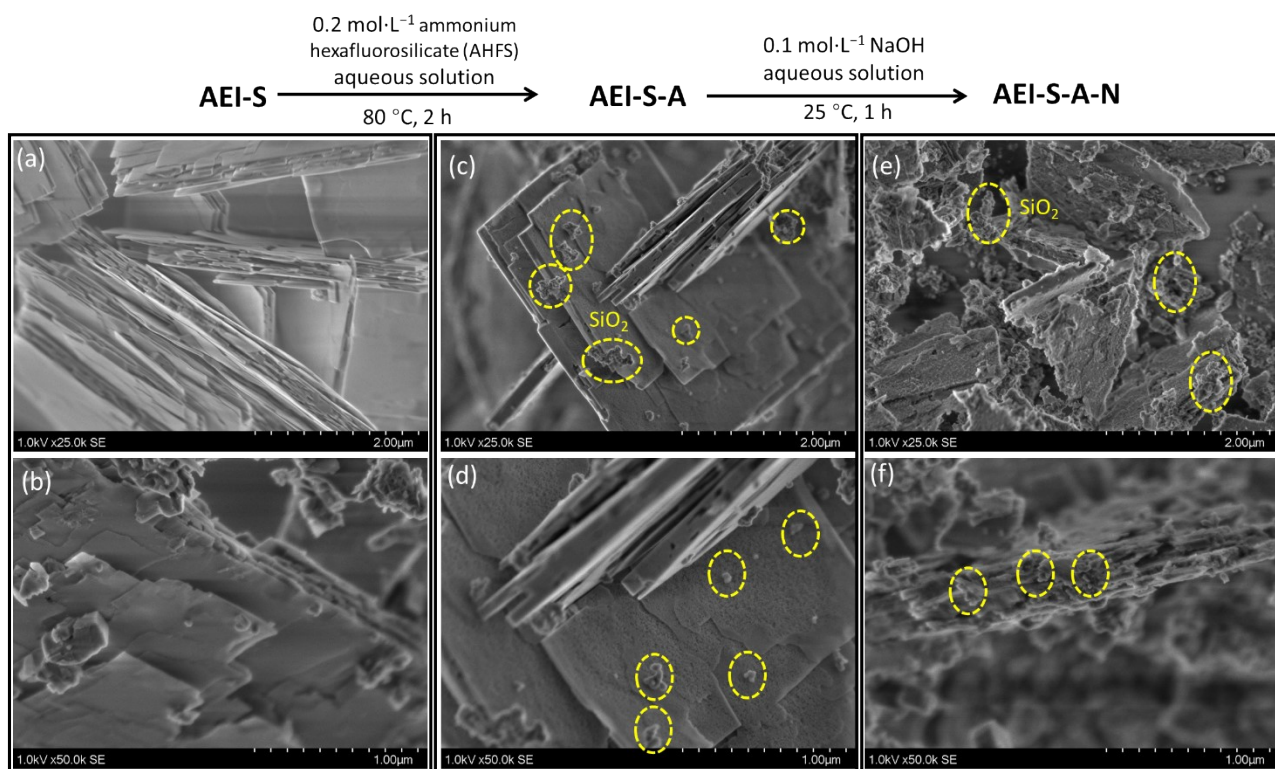 0.2 mol·L⁻¹ ammonium
hexafluorosilicate (AHFS)
aqueous solution
80 °C, 2 h
0.1 mol·L⁻¹ NaOH
aqueous solution
25 °C, 1 h
AEI-S
AEI-S-A
AEI-S-A-N
(a)
1.0kV x25.0k SE
2.00μm
(c)
SiO₂
1.0kV x25.0k SE
2.00μm
(e)
SiO₂
1.0kV x25.0k SE
2.00μm
(b)
1.0kV x50.0k SE
1.00μm
(d)
1.0kV x50.0k SE
1.00μm
(f)
1.0kV x50.0k SE
1.00μm